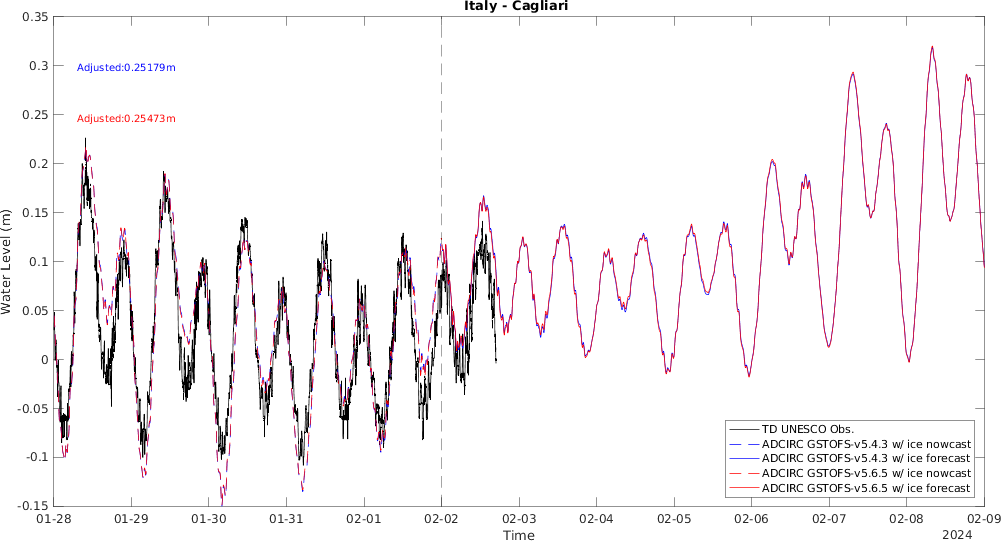 Italy - Cagliari
0.35
0.3
0.25
0.2
0.15
0.1
0.05
0
-0.05
-0.1
-0.15
Water Level (m)
Adjusted:0.25179m
Adjusted:0.25473m
TD UNESCO Obs.
ADCIRC GSTOFS-v5.4.3 w/ ice nowcast
ADCIRC GSTOFS-v5.4.3 w/ ice forecast
ADCIRC GSTOFS-v5.6.5 w/ ice nowcast
ADCIRC GSTOFS-v5.6.5 w/ ice forecast
01-28 01-29 01-30 01-31 02-01 02-02 02-03 02-04 02-05 02-06 02-07 02-08 02-09
Time
2024